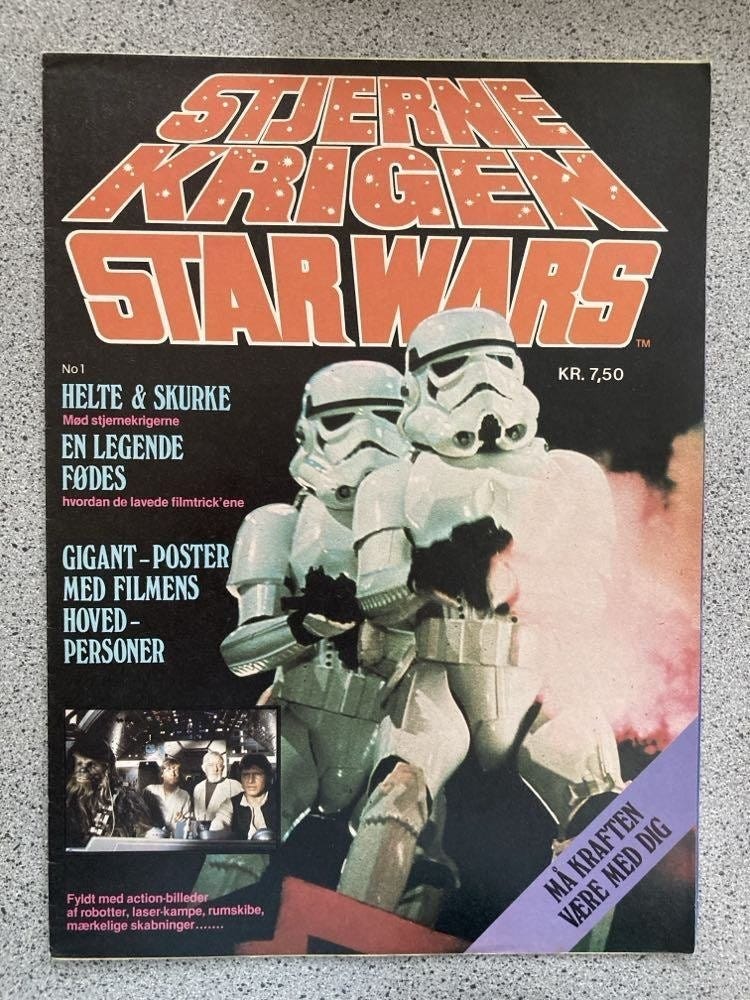 STJERNE
KRIGEN
STAR WARS
TM
No 1
KR. 7,50
HELTE & SKURKE
Mød stjernekrigerne
EN LEGENDE
FØDES
hvordan de lavede filmtrick'ene
GIGANT-POSTER
MED FILMENS
HOVED-
PERSONER
Fyldt med action-billeder
af robotter, laser-kampe, rumskibe,
mærkelige skabninger.......
MÅ KRAFTEN
VÆRE MED DIG